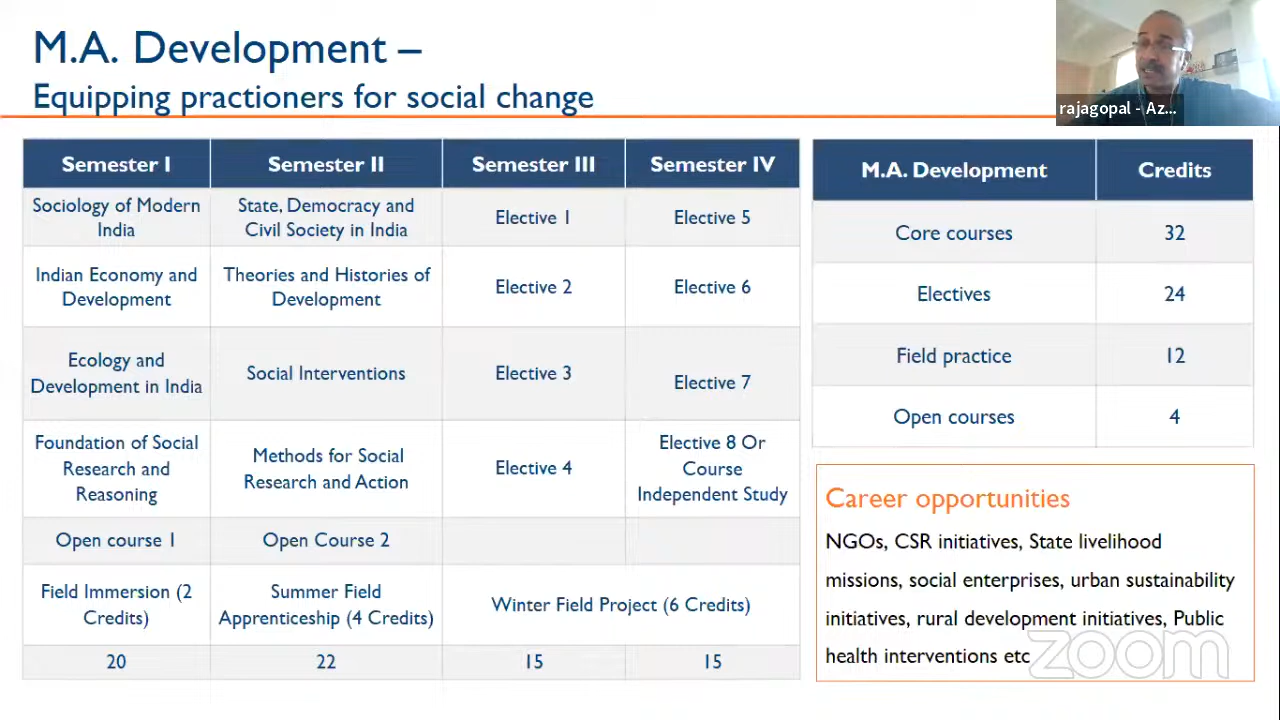 M.A. Development –
Equipping practioners for social change
rajagopal - Az...
Semester I
Semester II
Semester III
Semester IV
Sociology of Modern
India
State, Democracy and
Civil Society in India
Elective 1
Elective 5
Indian Economy and
Development
Theories and Histories of
Development
Elective 2
Elective 6
Ecology and
Development in India
Social Interventions
Elective 3
Elective 7
Foundation of Social
Research and
Reasoning
Methods for Social
Research and Action
Elective 4
Elective 8 Or
Course
Independent Study
Open course 1
Open Course 2
Field Immersion (2
Credits)
Summer Field
Apprenticeship (4 Credits)
Winter Field Project (6 Credits)
20
22
15
15
M.A. Development
Credits
Core courses
32
Electives
24
Field practice
12
Open courses
4
Career opportunities
NGOs, CSR initiatives, State livelihood
missions, social enterprises, urban sustainability
initiatives, rural development initiatives, Public
health interventions etc
zoom